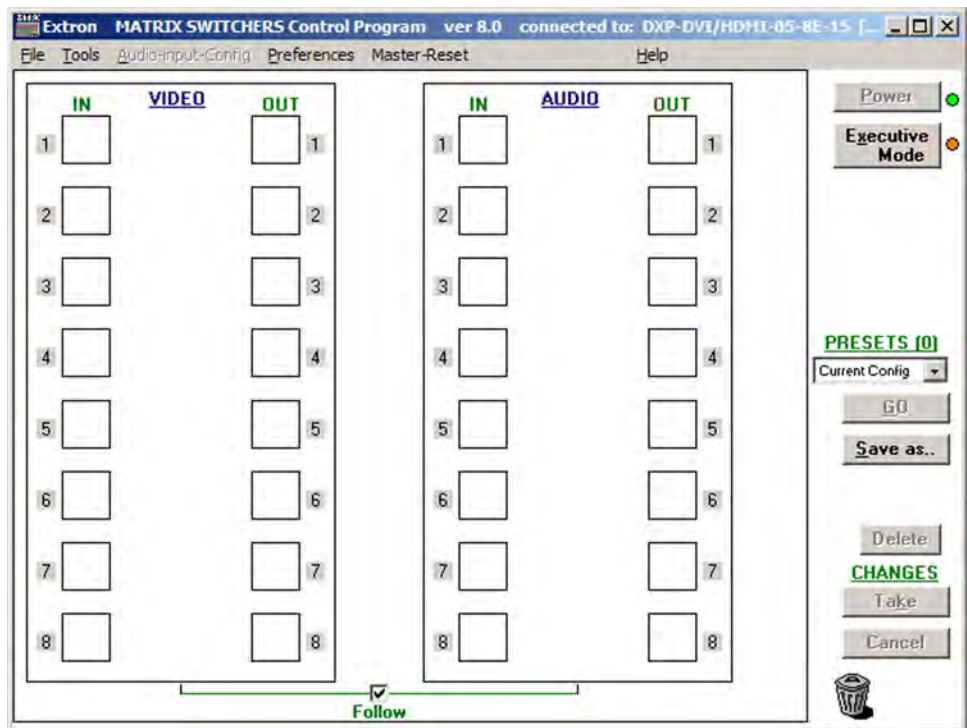 Extron MATRIX SWITCHERS Control Program ver 8.0 connected to: DXP-DVI/HDMI-05-8E-15 [...
File Tools Audio-input-Config Preferences Master-Reset Help
IN VIDEO OUT IN AUDIO OUT
1 1 1 1
2 2 2 2
3 3 3 3
4 4 4 4
5 5 5 5
6 6 6 6
7 7 7 7
8 8 8 8
Follow
Power
Executive
Mode
PRESETS (0)
Current Config
GO
Save as..
Delete
CHANGES
Take
Cancel